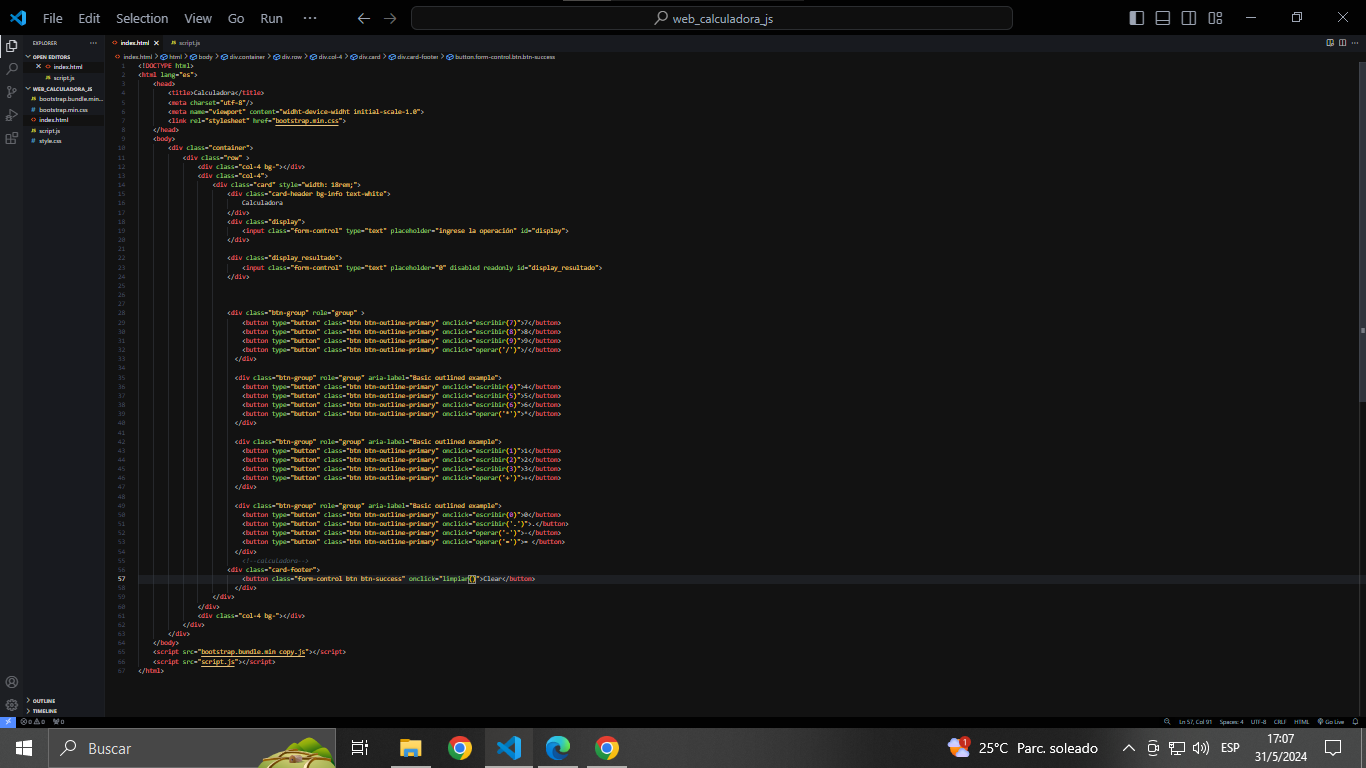 File Edit Selection View Go Run ··· web_calculadora_js
EXPLORER ···
OPEN EDITORS
index.html
script.js
WEB_CALCULADORA_JS
bootstrap.bundle.min...
bootstrap.min.css
index.html
script.js
style.css
OUTLINE
TIMELINE
index.html script.js
index.html > html > body > div.container > div.row > div.col-4 > div.card > div.card-footer > button.form-control.btn.btn-success
1 <!DOCTYPE html>
2 <html lang="es">
3 <head>
4 <title>Calculadora</title>
5 <meta charset="utf-8"/>
6 <meta name="viewport" content="widht-device-widht initial-scale-1.0">
7 <link rel="stylesheet" href="bootstrap.min.css">
8 </head>
9 <body>
10 <div class="container">
11 <div class="row" >
12 <div class="col-4 bg-"></div>
13 <div class="col-4">
14 <div class="card" style="width: 18rem;">
15 <div class="card-header bg-info text-white">
16 Calculadora
17 </div>
18 <div class="display">
19 <input class="form-control" type="text" placeholder="ingrese la operación" id="display">
20 </div>
21
22 <div class="display_resultado">
23 <input class="form-control" type="text" placeholder="0" disabled readonly id="display_resultado">
24 </div>
25
26
27
28 <div class="btn-group" role="group" >
29 <button type="button" class="btn btn-outline-primary" onclick="escribir(7)">7</button>
30 <button type="button" class="btn btn-outline-primary" onclick="escribir(8)">8</button>
31 <button type="button" class="btn btn-outline-primary" onclick="escribir(9)">9</button>
32 <button type="button" class="btn btn-outline-primary" onclick="operar('/')">/</button>
33 </div>
34
35 <div class="btn-group" role="group" aria-label="Basic outlined example">
36 <button type="button" class="btn btn-outline-primary" onclick="escribir(4)">4</button>
37 <button type="button" class="btn btn-outline-primary" onclick="escribir(5)">5</button>
38 <button type="button" class="btn btn-outline-primary" onclick="escribir(6)">6</button>
39 <button type="button" class="btn btn-outline-primary" onclick="operar('*')">*</button>
40 </div>
41
42 <div class="btn-group" role="group" aria-label="Basic outlined example">
43 <button type="button" class="btn btn-outline-primary" onclick="escribir(1)">1</button>
44 <button type="button" class="btn btn-outline-primary" onclick="escribir(2)">2</button>
45 <button type="button" class="btn btn-outline-primary" onclick="escribir(3)">3</button>
46 <button type="button" class="btn btn-outline-primary" onclick="operar('+')">+</button>
47 </div>
48
49 <div class="btn-group" role="group" aria-label="Basic outlined example">
50 <button type="button" class="btn btn-outline-primary" onclick="escribir(0)">0</button>
51 <button type="button" class="btn btn-outline-primary" onclick="escribir('.')">.</button>
52 <button type="button" class="btn btn-outline-primary" onclick="operar('-')">-</button>
53 <button type="button" class="btn btn-outline-primary" onclick="operar('=')">= </button>
54 </div>
55 <!--calculadora-->
56 <div class="card-footer">
57 <button class="form-control btn btn-success" onclick="limpiar()">Clear</button>
58 </div>
59 </div>
60 </div>
61 <div class="col-4 bg-"></div>
62 </div>
63 </div>
64 </body>
65 <script src="bootstrap.bundle.min copy.js"></script>
66 <script src="script.js"></script>
67 </html>
0 0 0 Ln 57, Col 91 Spaces: 4 UTF-8 CRLF HTML Go Live
Buscar 1 25°C Parc. soleado ESP 17:07
31/5/2024